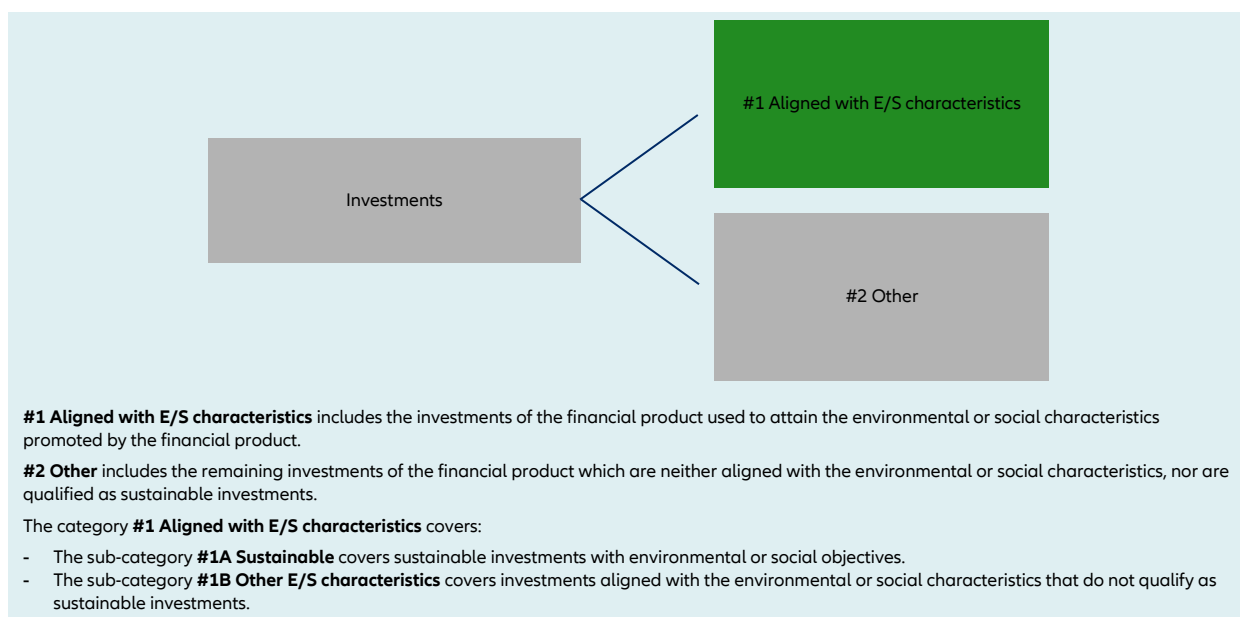 #1 Aligned with E/S characteristics
Investments
#2 Other
#1 Aligned with E/S characteristics includes the investments of the financial product used to attain the environmental or social characteristics
promoted by the financial product.
#2 Other includes the remaining investments of the financial product which are neither aligned with the environmental or social characteristics, nor are
qualified as sustainable investments.
The category #1 Aligned with E/S characteristics covers:
- The sub-category #1A Sustainable covers sustainable investments with environmental or social objectives.
- The sub-category #1B Other E/S characteristics covers investments aligned with the environmental or social characteristics that do not qualify as
sustainable investments.